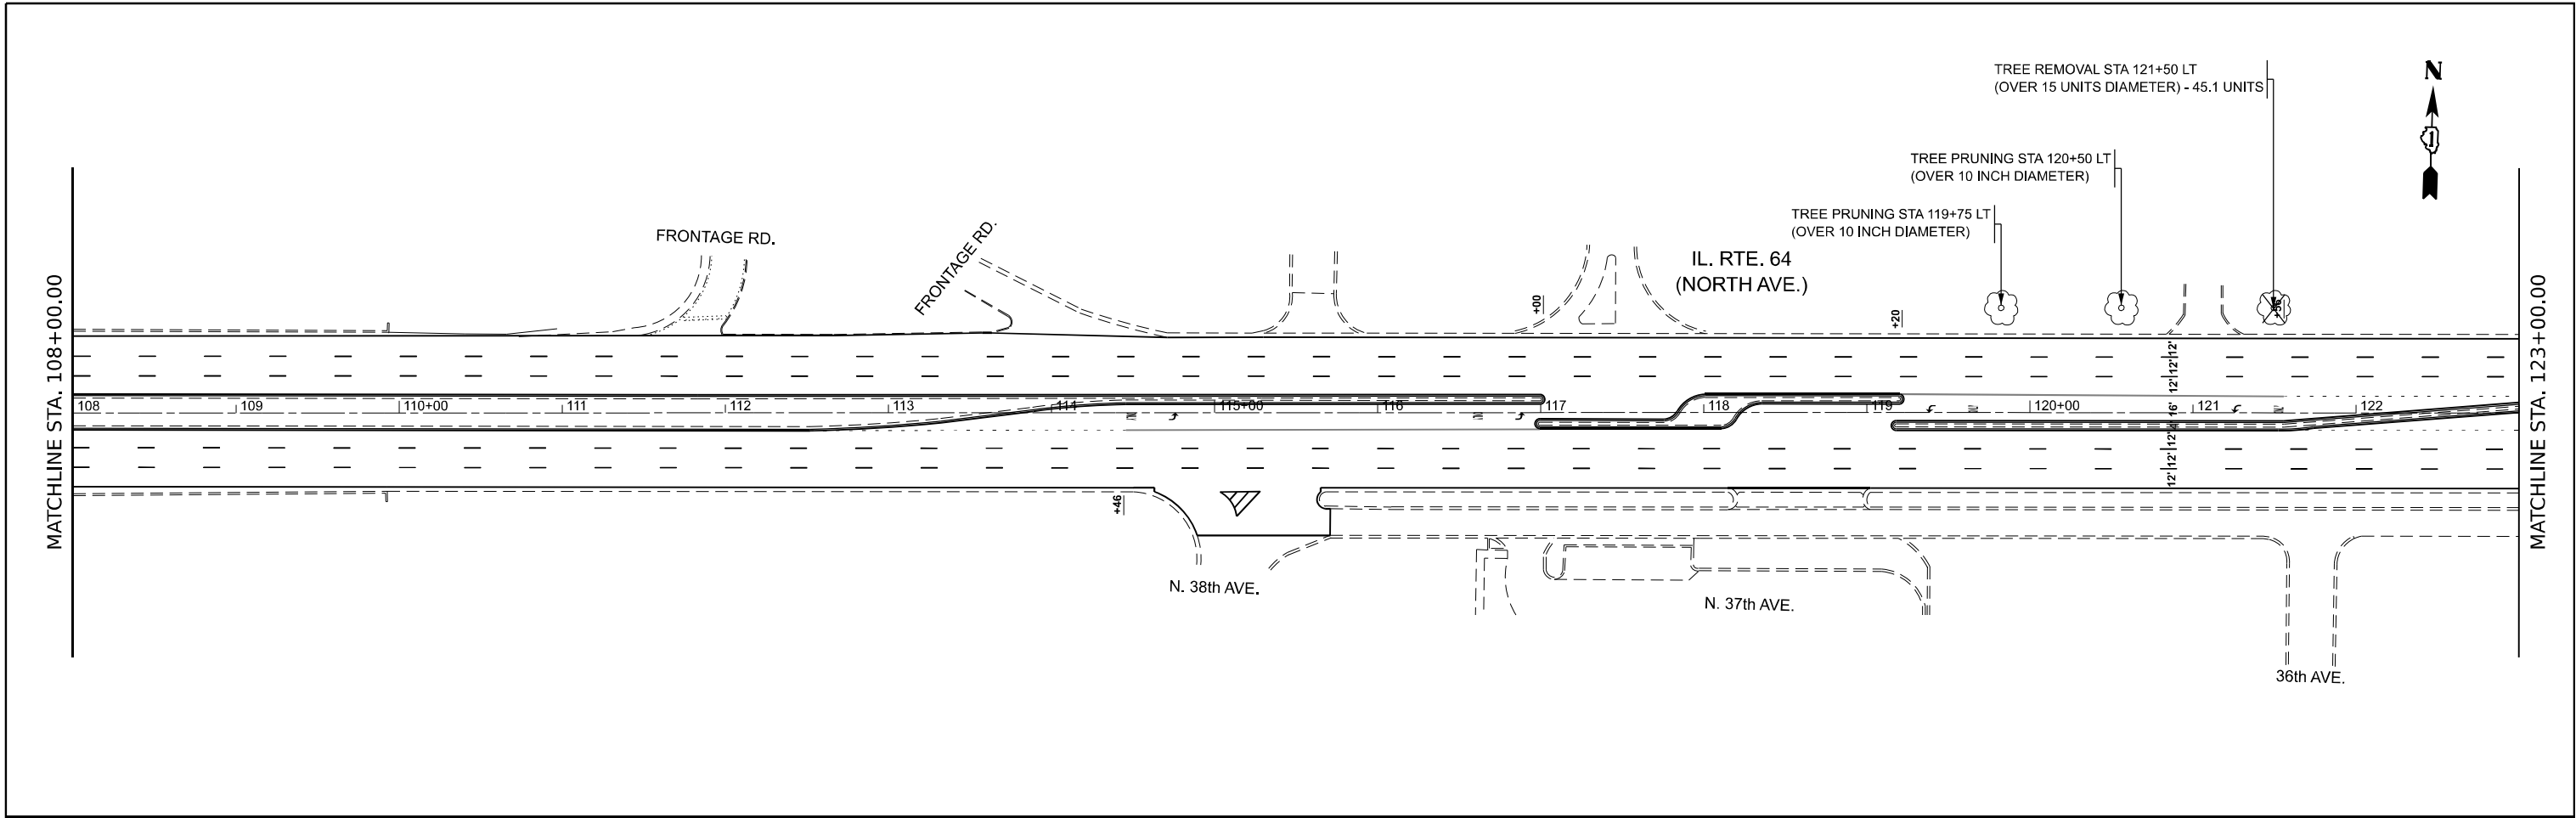 TREE REMOVAL STA 121+50 LT
(OVER 15 UNITS DIAMETER) - 45.1 UNITS
N
1
TREE PRUNING STA 120+50 LT
(OVER 10 INCH DIAMETER)
TREE PRUNING STA 119+75 LT
(OVER 10 INCH DIAMETER)
FRONTAGE RD.
FRONTAGE RD.
IL. RTE. 64
(NORTH AVE.)
MATCHLINE STA. 108+00.00
MATCHLINE STA. 123+00.00
+00
+20
12' 12' 12' 16' 4' 12' 12' 12'
108 109 110+00 111 112 113 114 115+00 116 117 118 119 120+00 121 122
+46
N. 38th AVE.
N. 37th AVE.
36th AVE.